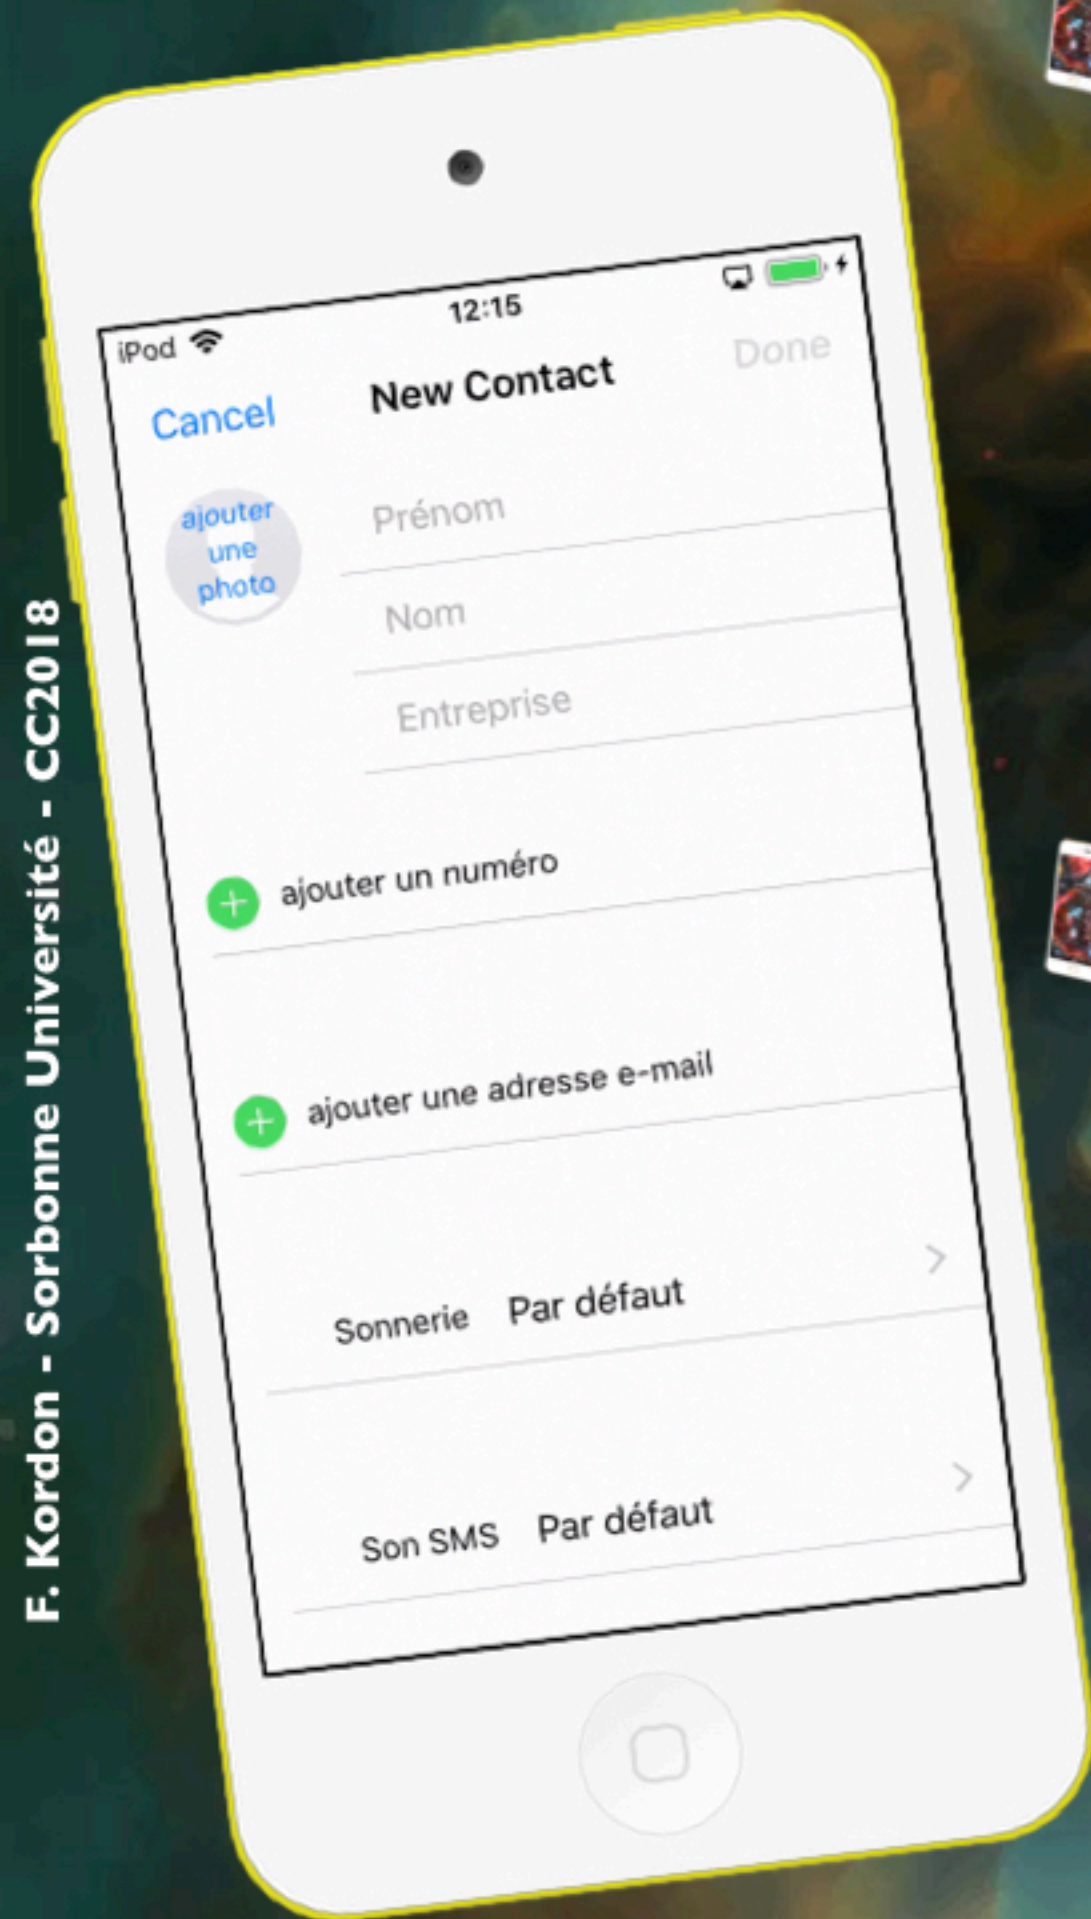 F. Kordon - Sorbonne Université - CC2018
iPod 12:15
Cancel New Contact Done
ajouter
une
photo
Prénom
Nom
Entreprise
ajouter un numéro
ajouter une adresse e-mail
Sonnerie Par défaut
Son SMS Par défaut